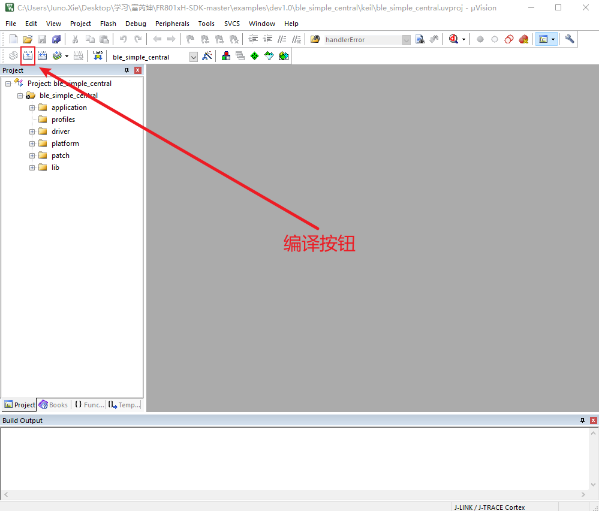 C:\Users\Juno.Xie\Desktop\学习\富芮坤\FR801xH-SDK-master\examples\dev1.0\ble_simple_central\keil\ble_simple_central.uvproj - µVision
File Edit View Project Flash Debug Peripherals Tools SVCS Window Help
handlerError
ble_simple_central
Project
Project: ble_simple_central
ble_simple_central
application
profiles
driver
platform
patch
lib
编译按钮
Project Books {} Func... Temp...
Build Output
J-LINK / J-TRACE Cortex